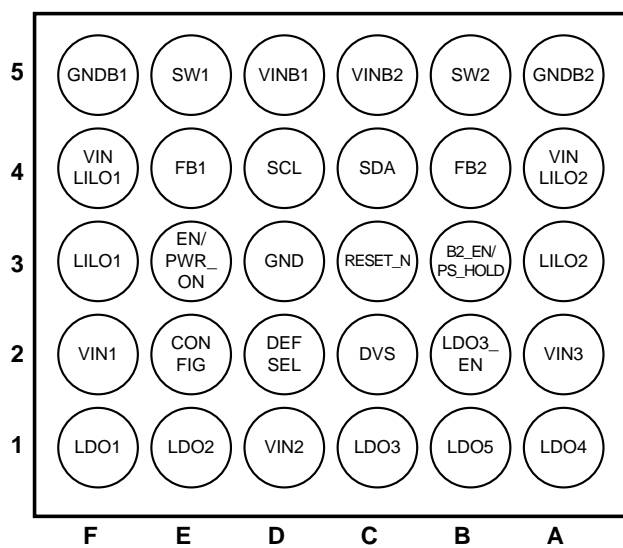 5 GNDB1 SW1 VINB1 VINB2 SW2 GNDB2
4 VIN LILO1 FB1 SCL SDA FB2 VIN LILO2
3 LILO1 EN/ PWR_ ON GND RESET_N B2_EN/ PS_HOLD LILO2
2 VIN1 CON FIG DEF SEL DVS LDO3_ EN VIN3
1 LDO1 LDO2 VIN2 LDO3 LDO5 LDO4
F E D C B A